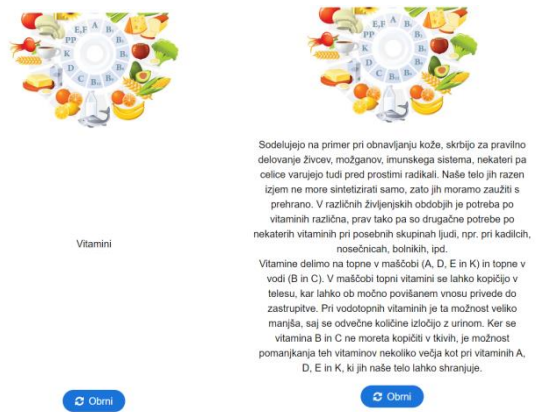 E,F A B₁
PP
K
D
C
Vitamini
Obrni
E,F A B₁
PP
K
D
C
Sodelujejo na primer pri obnavljanju kože, skrbijo za pravilno
delovanje živcev, možganov, imunskega sistema, nekateri pa
celice varujejo tudi pred prostimi radikali. Naše telo jih razen
izjem ne more sintetizirati samo, zato jih moramo zaužiti s
prehrano. V različnih življenjskih obdobjih je potreba po
vitaminih različna, prav tako pa so drugačne potrebe po
nekaterih vitaminih pri posebnih skupinah ljudi, npr. pri kadilcih,
nosečnicah, bolnikih, ipd.
Vitamine delimo na topne v maščobi (A, D, E in K) in topne v
vodi (B in C). V maščobi topni vitamini se lahko kopičijo v
telesu, kar lahko ob močno povišanem vnosu privede do
zastrupitve. Pri vodotopnih vitaminih je ta možnost veliko
manjša, saj se odvečne količine izločijo z urinom. Ker se
vitamina B in C ne moreta kopičiti v tkivih, je možnost
pomanjkanja teh vitaminov nekoliko večja kot pri vitaminih A,
D, E in K, ki jih naše telo lahko shranjuje.
Obrni